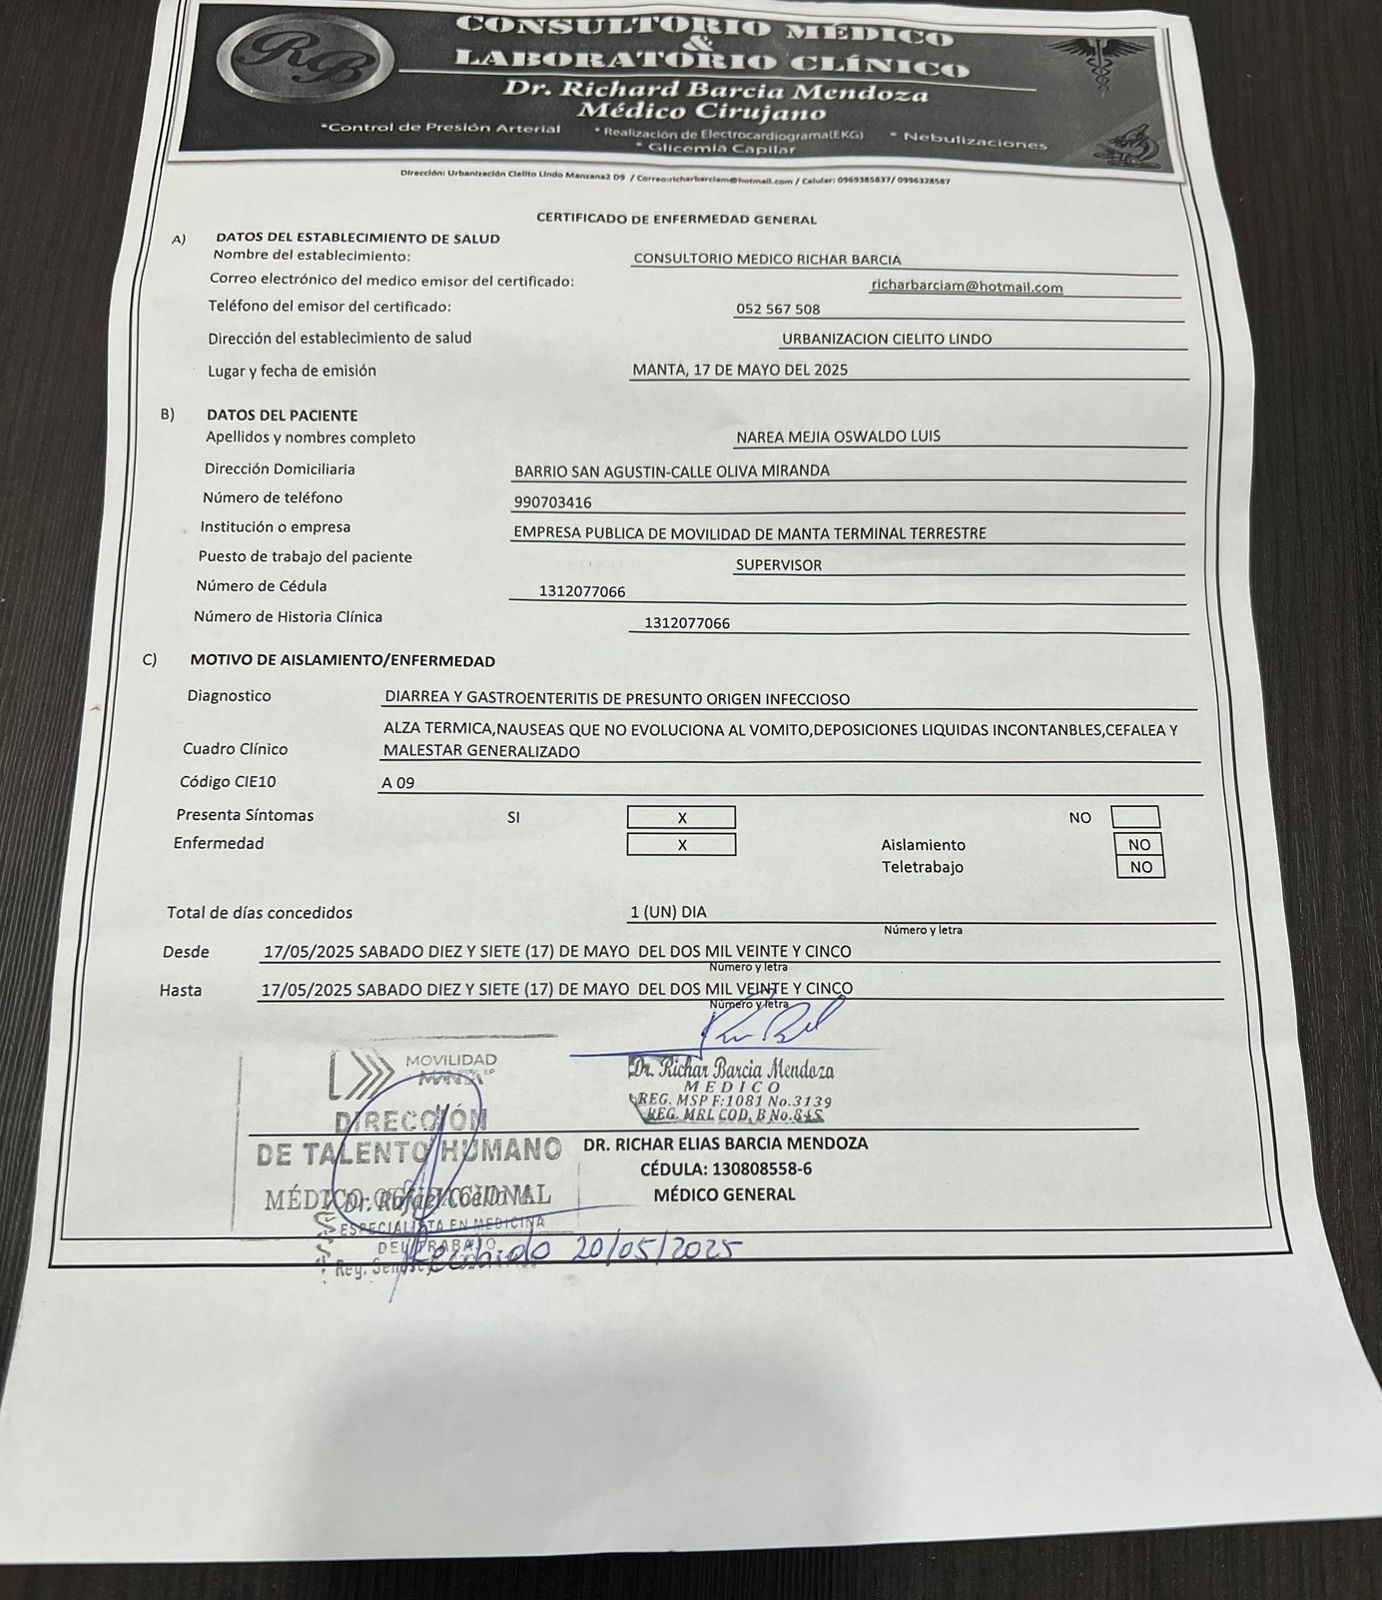 RB
CONSULTORIO MÉDICO
&
LABORATORIO CLÍNICO
Dr. Richard Barcia Mendoza
Médico Cirujano
*Control de Presión Arterial * Realización de Electrocardiograma(EKG) * Nebulizaciones
* Glicemia Capilar
Dirección: Urbanización Cielito Lindo Manzana2 D9 / Correo:richarbarciam@hotmail.com / Celular: 0969385837/ 0996328587
CERTIFICADO DE ENFERMEDAD GENERAL
A) DATOS DEL ESTABLECIMIENTO DE SALUD
Nombre del establecimiento: CONSULTORIO MEDICO RICHAR BARCIA
Correo electrónico del medico emisor del certificado: richarbarciam@hotmail.com
Teléfono del emisor del certificado: 052 567 508
Dirección del establecimiento de salud URBANIZACION CIELITO LINDO
Lugar y fecha de emisión MANTA, 17 DE MAYO DEL 2025
B) DATOS DEL PACIENTE
Apellidos y nombres completo NAREA MEJIA OSWALDO LUIS
Dirección Domiciliaria BARRIO SAN AGUSTIN-CALLE OLIVA MIRANDA
Número de teléfono 990703416
Institución o empresa EMPRESA PUBLICA DE MOVILIDAD DE MANTA TERMINAL TERRESTRE
Puesto de trabajo del paciente SUPERVISOR
Número de Cédula 1312077066
Número de Historia Clínica 1312077066
C) MOTIVO DE AISLAMIENTO/ENFERMEDAD
Diagnostico DIARREA Y GASTROENTERITIS DE PRESUNTO ORIGEN INFECCIOSO
ALZA TERMICA,NAUSEAS QUE NO EVOLUCIONA AL VOMITO,DEPOSICIONES LIQUIDAS INCONTANBLES,CEFALEA Y
Cuadro Clínico MALESTAR GENERALIZADO
Código CIE10 A 09
Presenta Síntomas SI X NO
Enfermedad X Aislamiento NO
Teletrabajo NO
Total de días concedidos 1 (UN) DIA
Número y letra
Desde 17/05/2025 SABADO DIEZ Y SIETE (17) DE MAYO DEL DOS MIL VEINTE Y CINCO
Número y letra
Hasta 17/05/2025 SABADO DIEZ Y SIETE (17) DE MAYO DEL DOS MIL VEINTE Y CINCO
Número y letra
MOVILIDAD
MANTA EP
DIRECCIÓN
DE TALENTO HUMANO
MÉDICO OCUPACIONAL
Dr. Rafael Coello M.
ESPECIALISTA EN MEDICINA
DEL TRABAJO
Reg.
Recibido 20/05/2025
Dr. Richar Barcia Mendoza
MEDICO
REG. MSP F:1081 No.3139
REG. MRL COD, B No.845
DR. RICHAR ELIAS BARCIA MENDOZA
CÉDULA: 130808558-6
MÉDICO GENERAL